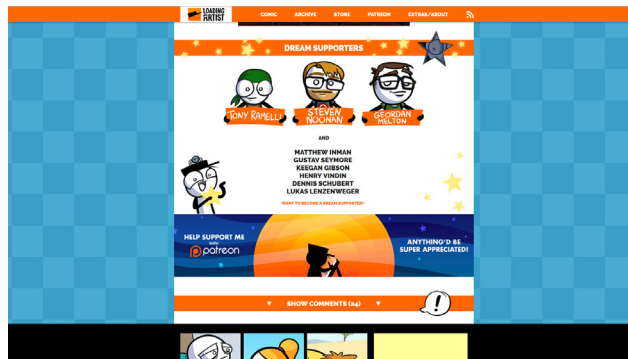 LOADING
ARTIST
COMIC
ARCHIVE
STORE
PATREON
EXTRAS/ABOUT
DREAM SUPPORTERS
TONY RAMELLI
STEVEN
NOONAN
GEORDAN
MELTON
AND
MATTHEW INMAN
GUSTAV SEYMORE
KEEGAN GIBSON
HENRY VINDIN
DENNIS SCHUBERT
LUKAS LENZENWEGER
WANT TO BECOME A DREAM SUPPORTER?
HELP SUPPORT ME
with
patreon
ANYTHING'D BE
SUPER APPRECIATED!
SHOW COMMENTS (24)
!